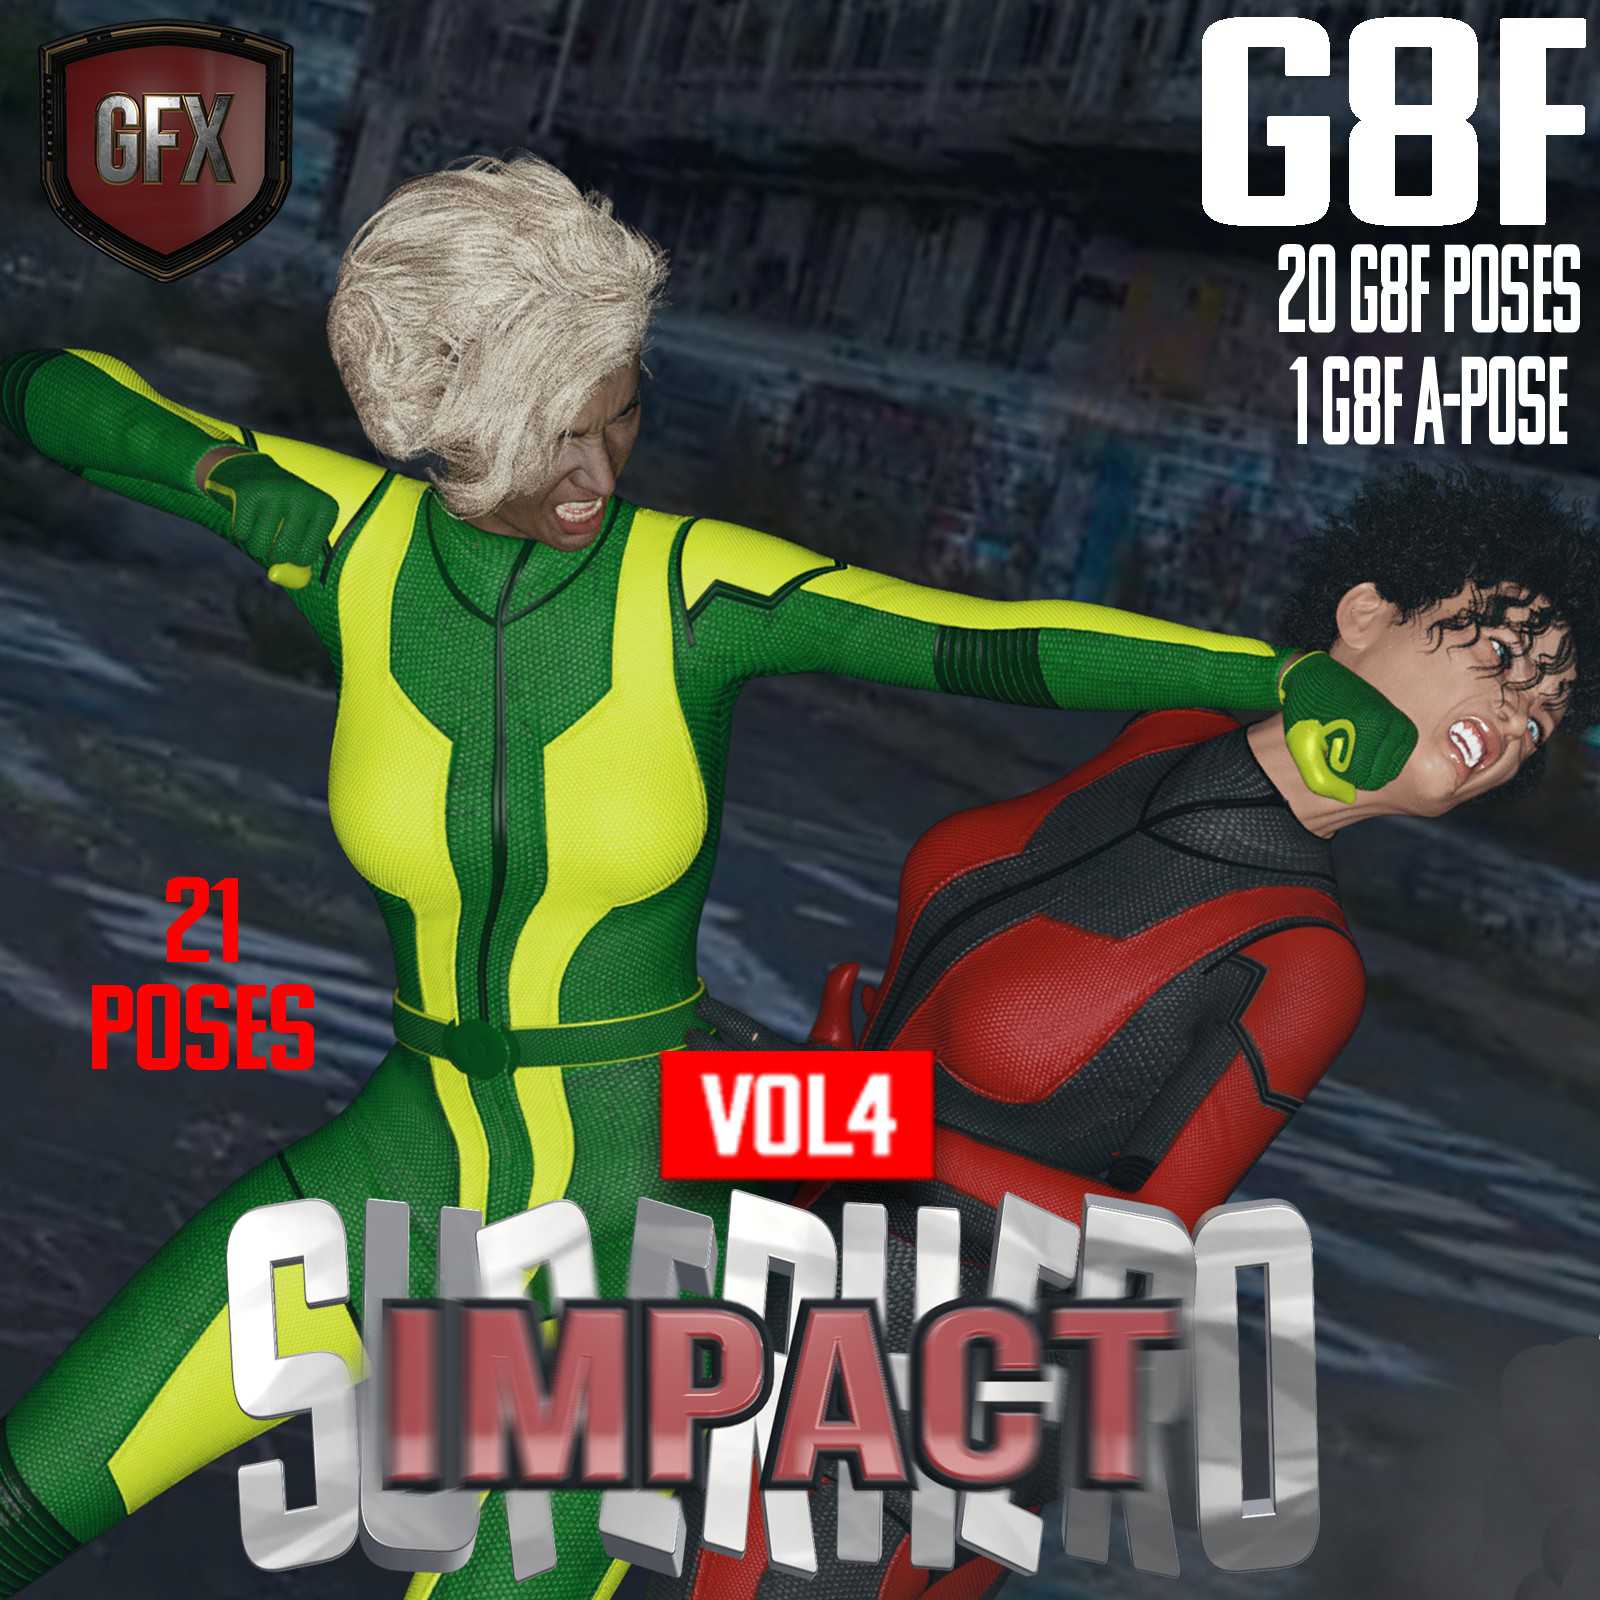 GFX
G8F
20 G8F POSES
1 G8F A-POSE
21
POSES
VOL4
SUPERHERO
IMPACT